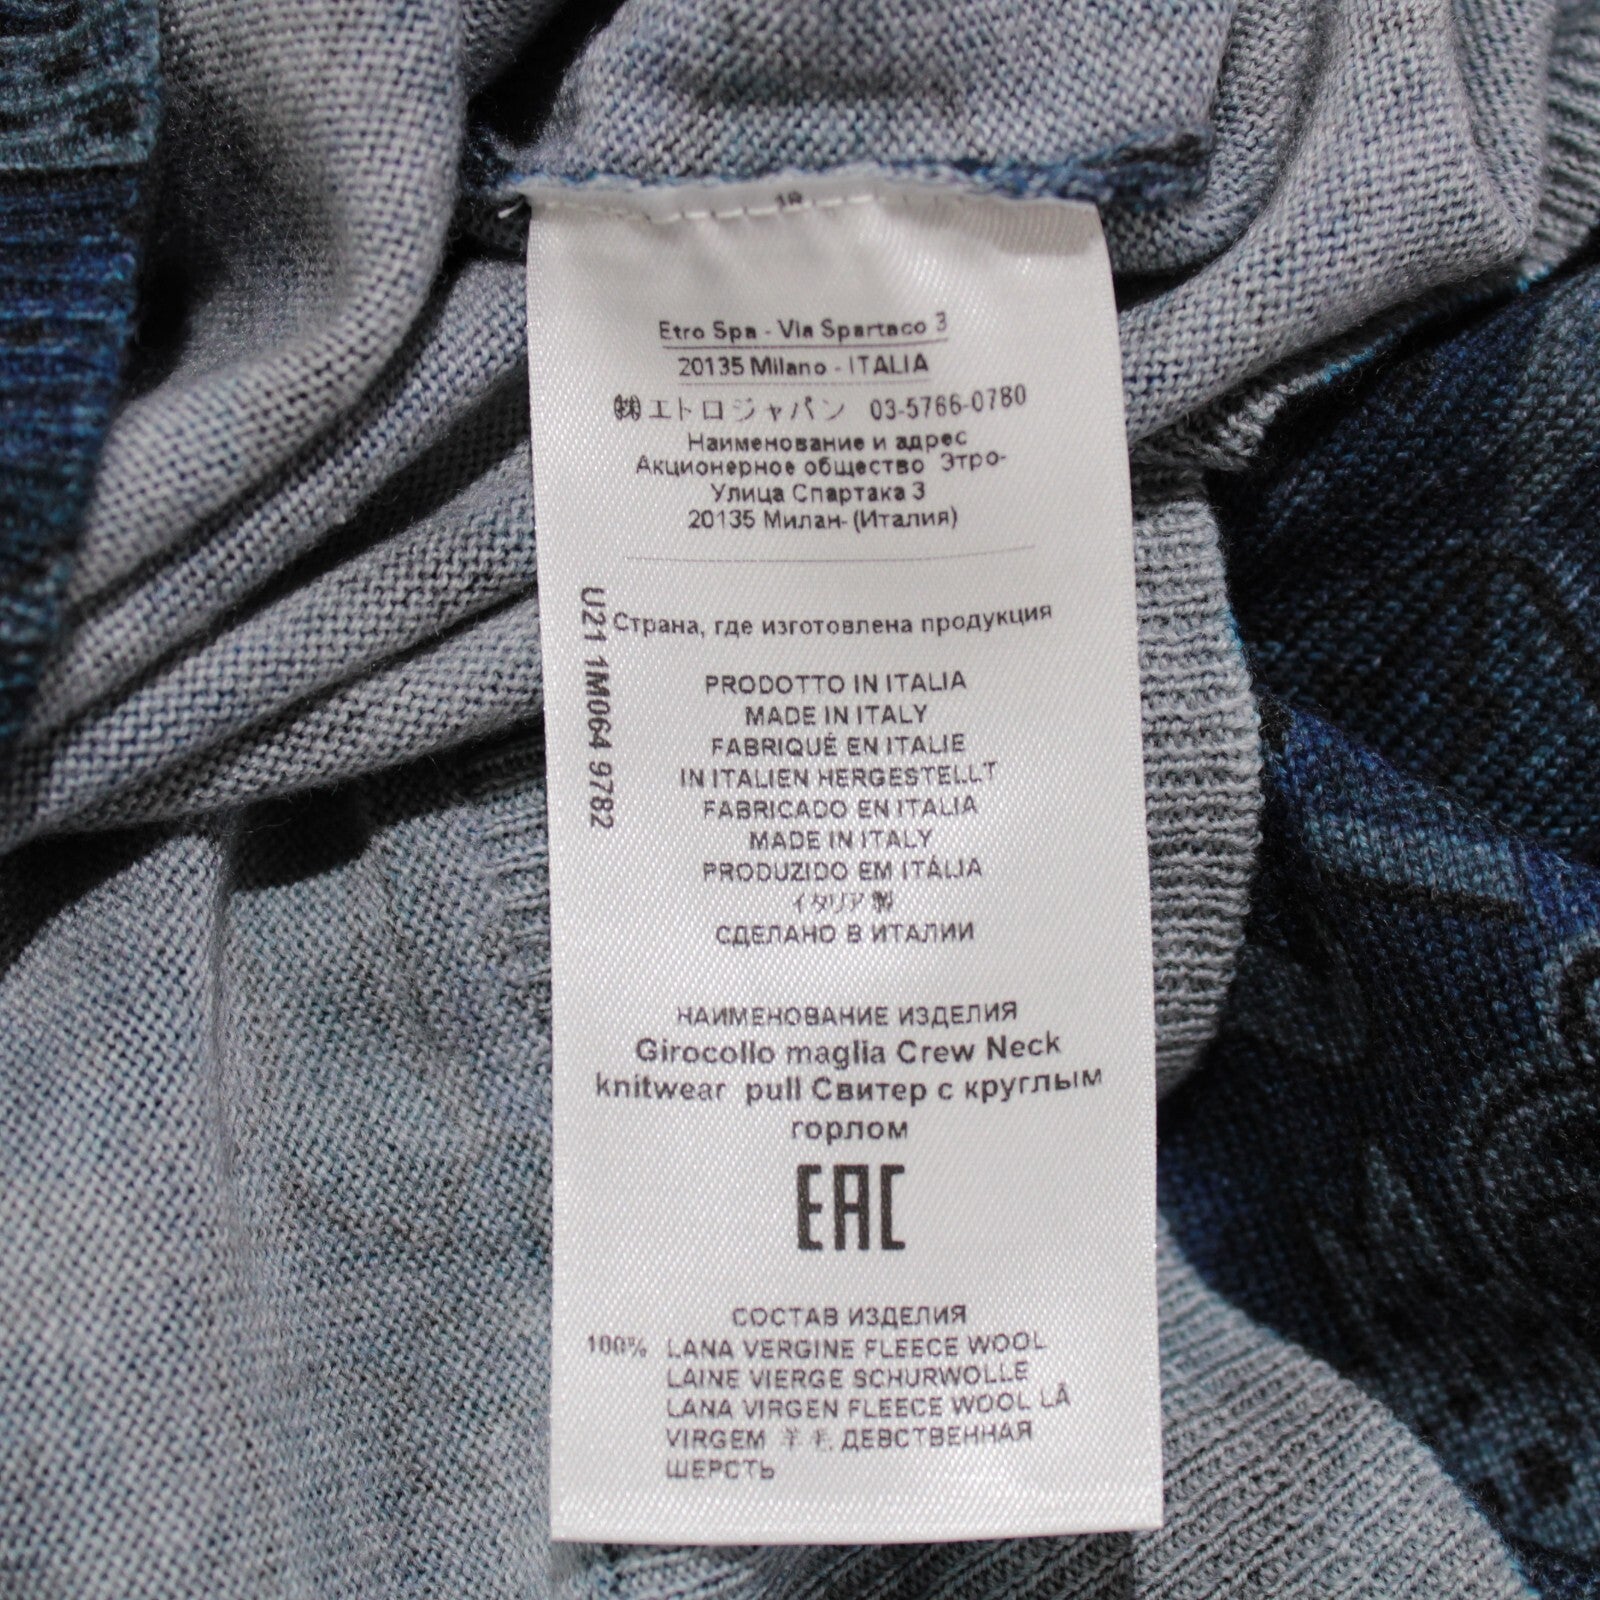 18
Etro Spa - Via Spartaco 3
20135 Milano - ITALIA
㈱エトロジャパン 03-5766-0780
Наименование и адрес
Акционерное общество Этро-
Улица Спартака 3
20135 Милан- (Италия)
U21 1M064 9782
Страна, где изготовлена продукция
PRODOTTO IN ITALIA
MADE IN ITALY
FABRIQUÉ EN ITALIE
IN ITALIEN HERGESTELLT
FABRICADO EN ITALIA
MADE IN ITALY
PRODUZIDO EM ITÁLIA
イタリア製
СДЕЛАНО В ИТАЛИИ
НАИМЕНОВАНИЕ ИЗДЕЛИЯ
Girocollo maglia Crew Neck
knitwear pull Свитер с круглым
горлом
EAC
СОСТАВ ИЗДЕЛИЯ
100% LANA VERGINE FLEECE WOOL
LAINE VIERGE SCHURWOLLE
LANA VIRGEN FLEECE WOOL LÃ
VIRGEM 羊毛 ДЕВСТВЕННАЯ
ШЕРСТЬ